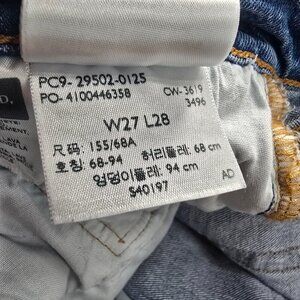 PC9- 29502-0125
PO- 4100446358
CW- 3619
3496
W27 L28
尺码 : 155/68A
호칭 : 68-94
허리둘레 : 68 cm
엉덩이둘레 : 94 cm
S40197
AD